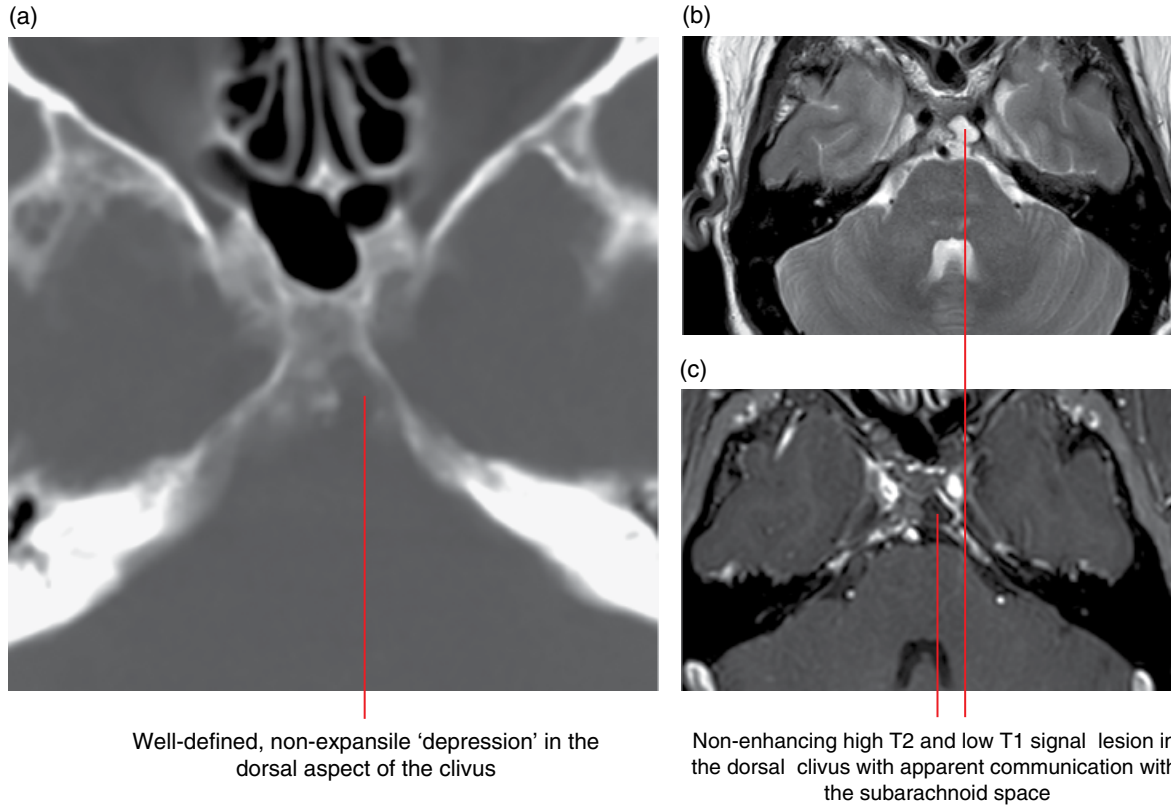 (a)
(b)
(c)
Well-defined, non-expansile ‘depression’ in the
dorsal aspect of the clivus
Non-enhancing high T2 and low T1 signal lesion in
the dorsal clivus with apparent communication with
the subarachnoid space